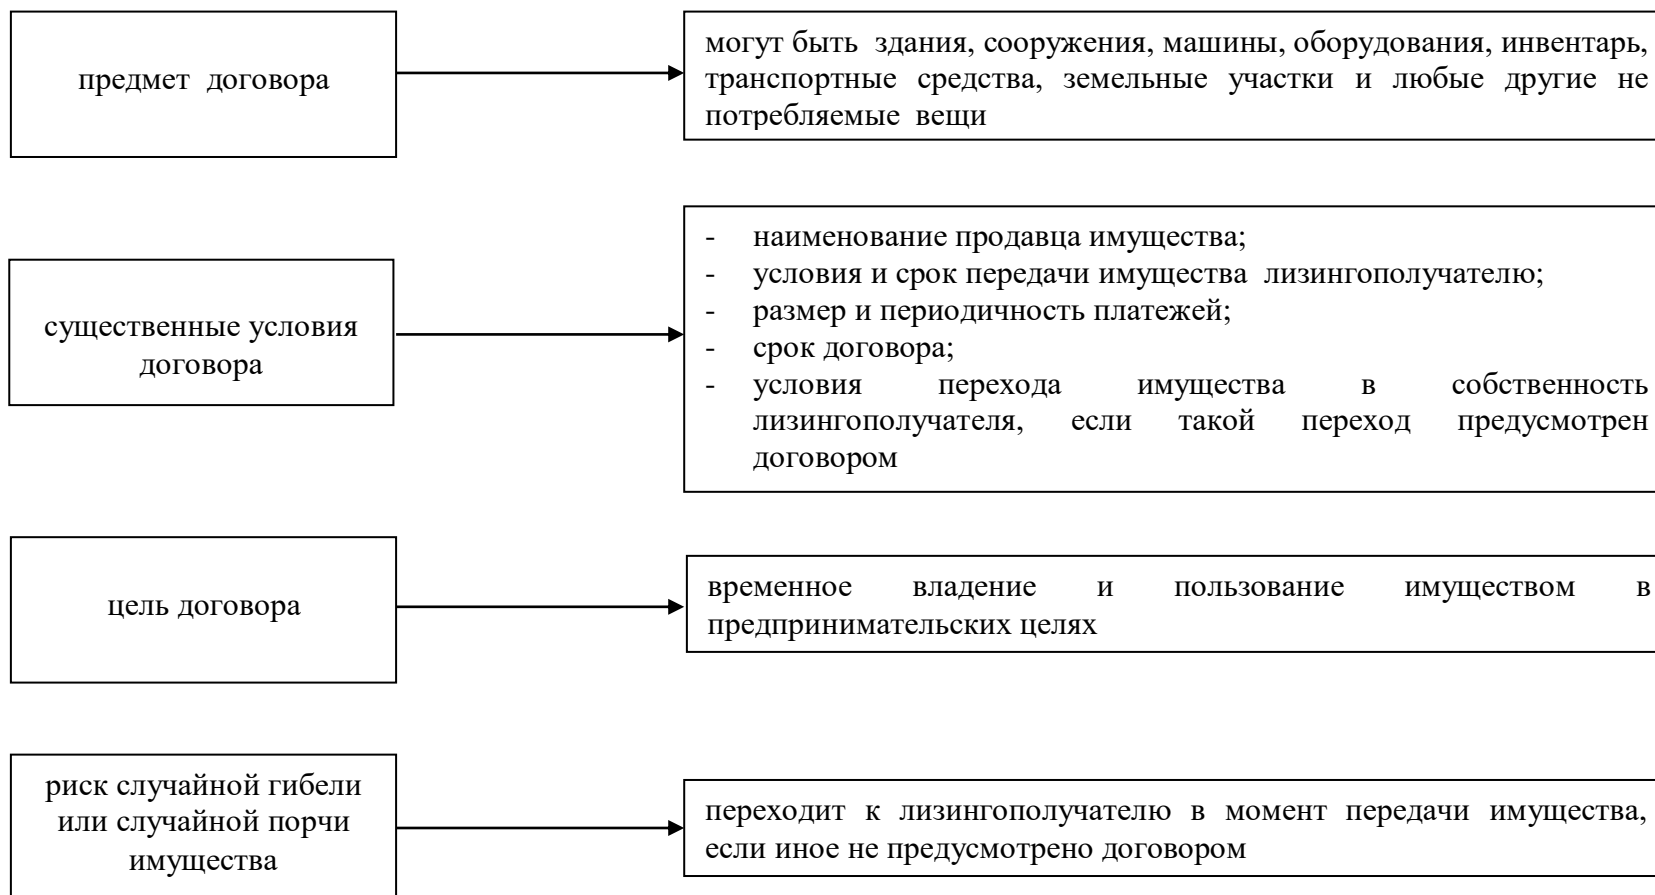 предмет договора
могут быть здания, сооружения, машины, оборудования, инвентарь,
транспортные средства, земельные участки и любые другие не
потребляемые вещи
существенные условия
договора
- наименование продавца имущества;
- условия и срок передачи имущества лизингополучателю;
- размер и периодичность платежей;
- срок договора;
- условия перехода имущества в собственность
лизингополучателя, если такой переход предусмотрен
договором
цель договора
временное владение и пользование имуществом в
предпринимательских целях
риск случайной гибели
или случайной порчи
имущества
переходит к лизингополучателю в момент передачи имущества,
если иное не предусмотрено договором